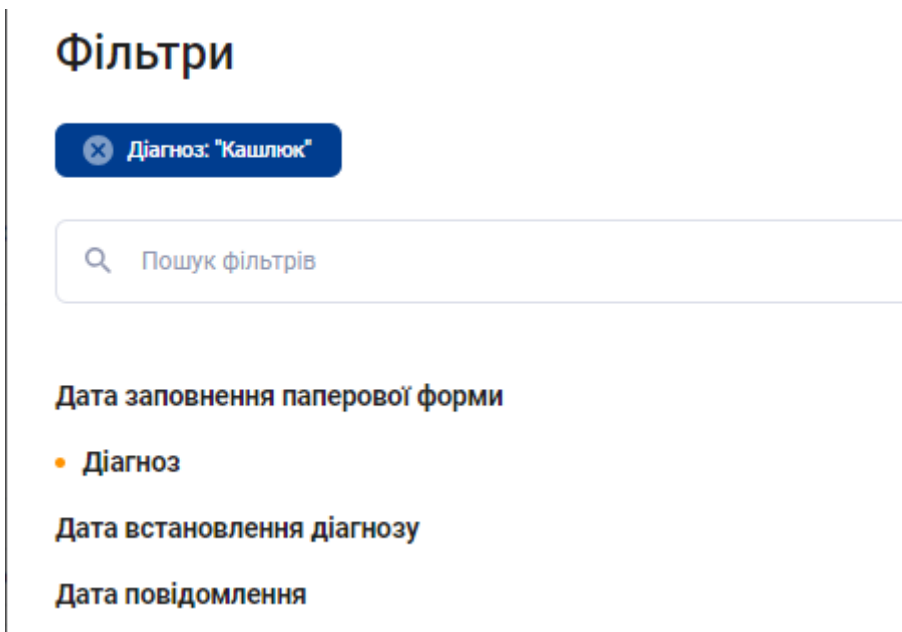 Фільтри
Діагноз: "Кашлюк"
Пошук фільтрів
Дата заповнення паперової форми
Діагноз
Дата встановлення діагнозу
Дата повідомлення